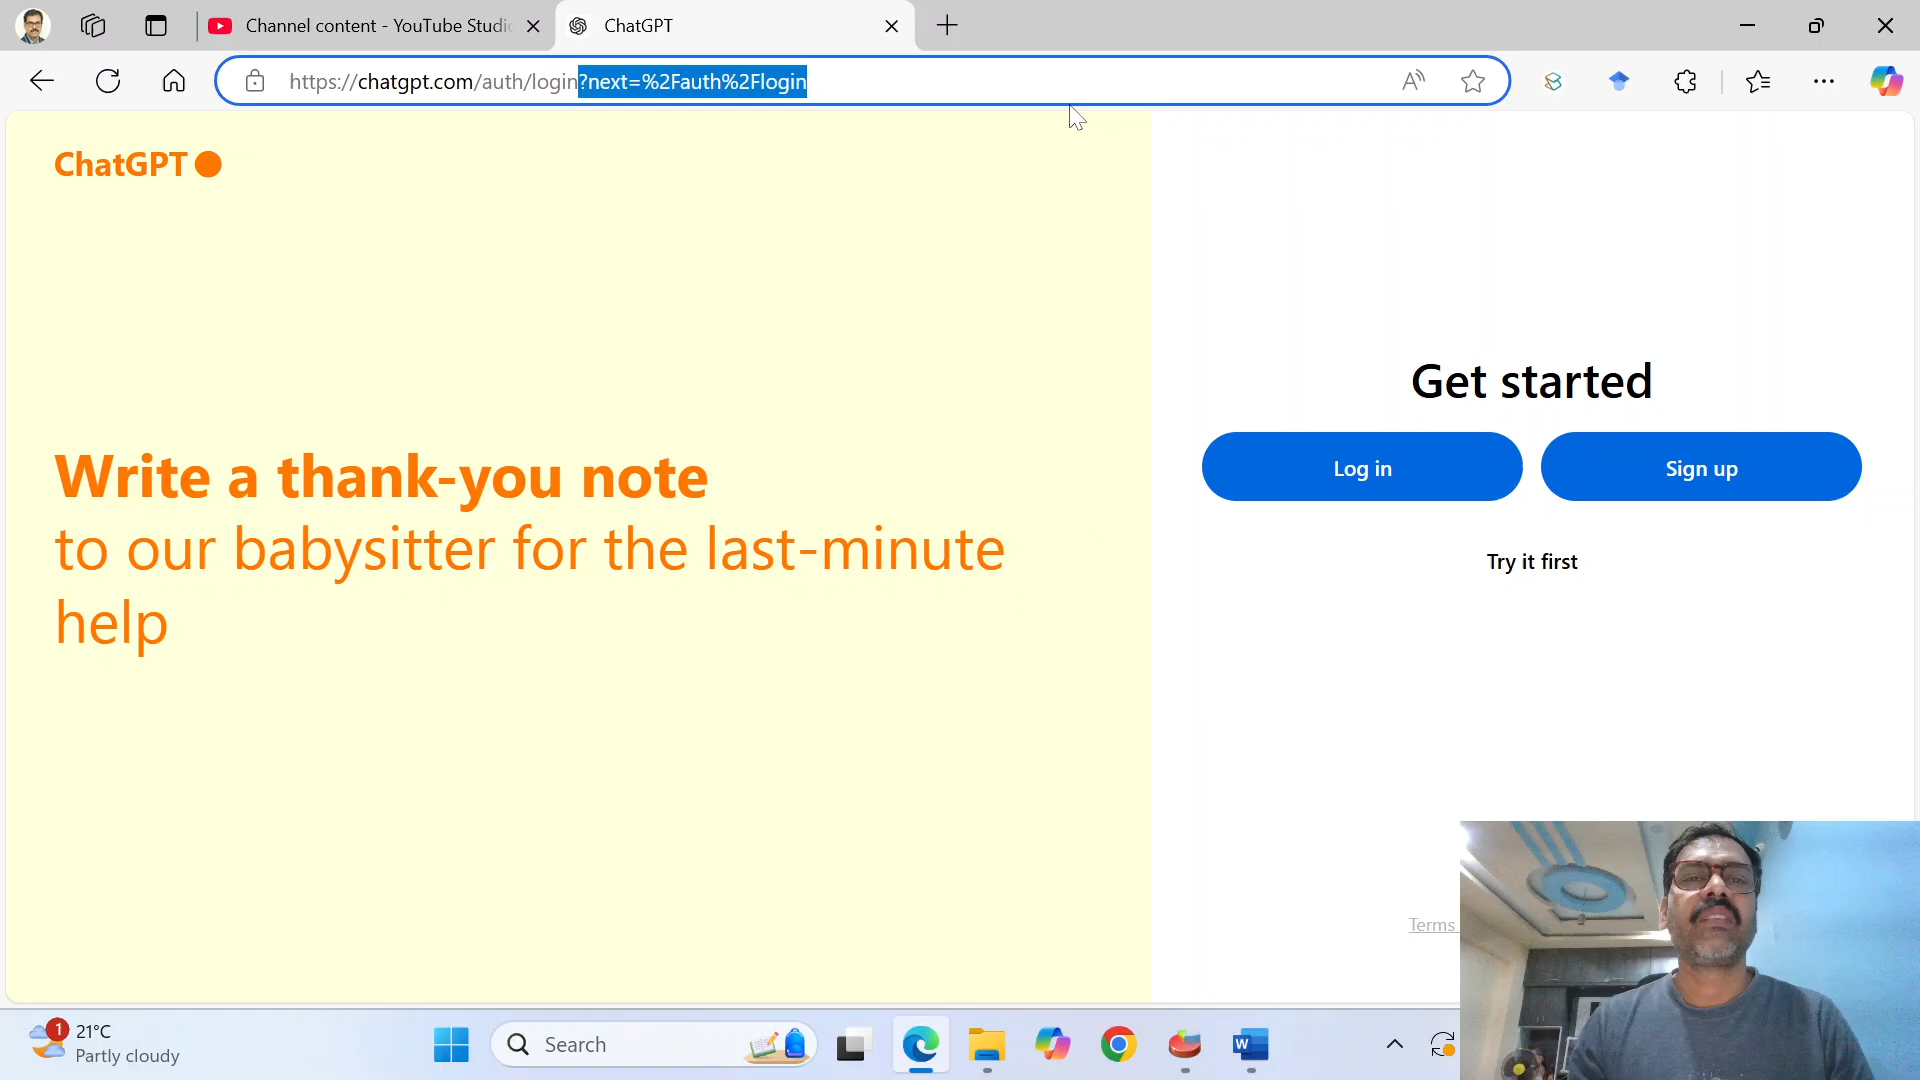 Channel content - YouTube Studio
ChatGPT
https://chatgpt.com/auth/login?next=%2Fauth%2Flogin
ChatGPT
Write a thank-you note
to our babysitter for the last-minute
help
Get started
Log in
Sign up
Try it first
Terms
1
21°C
Partly cloudy
Search